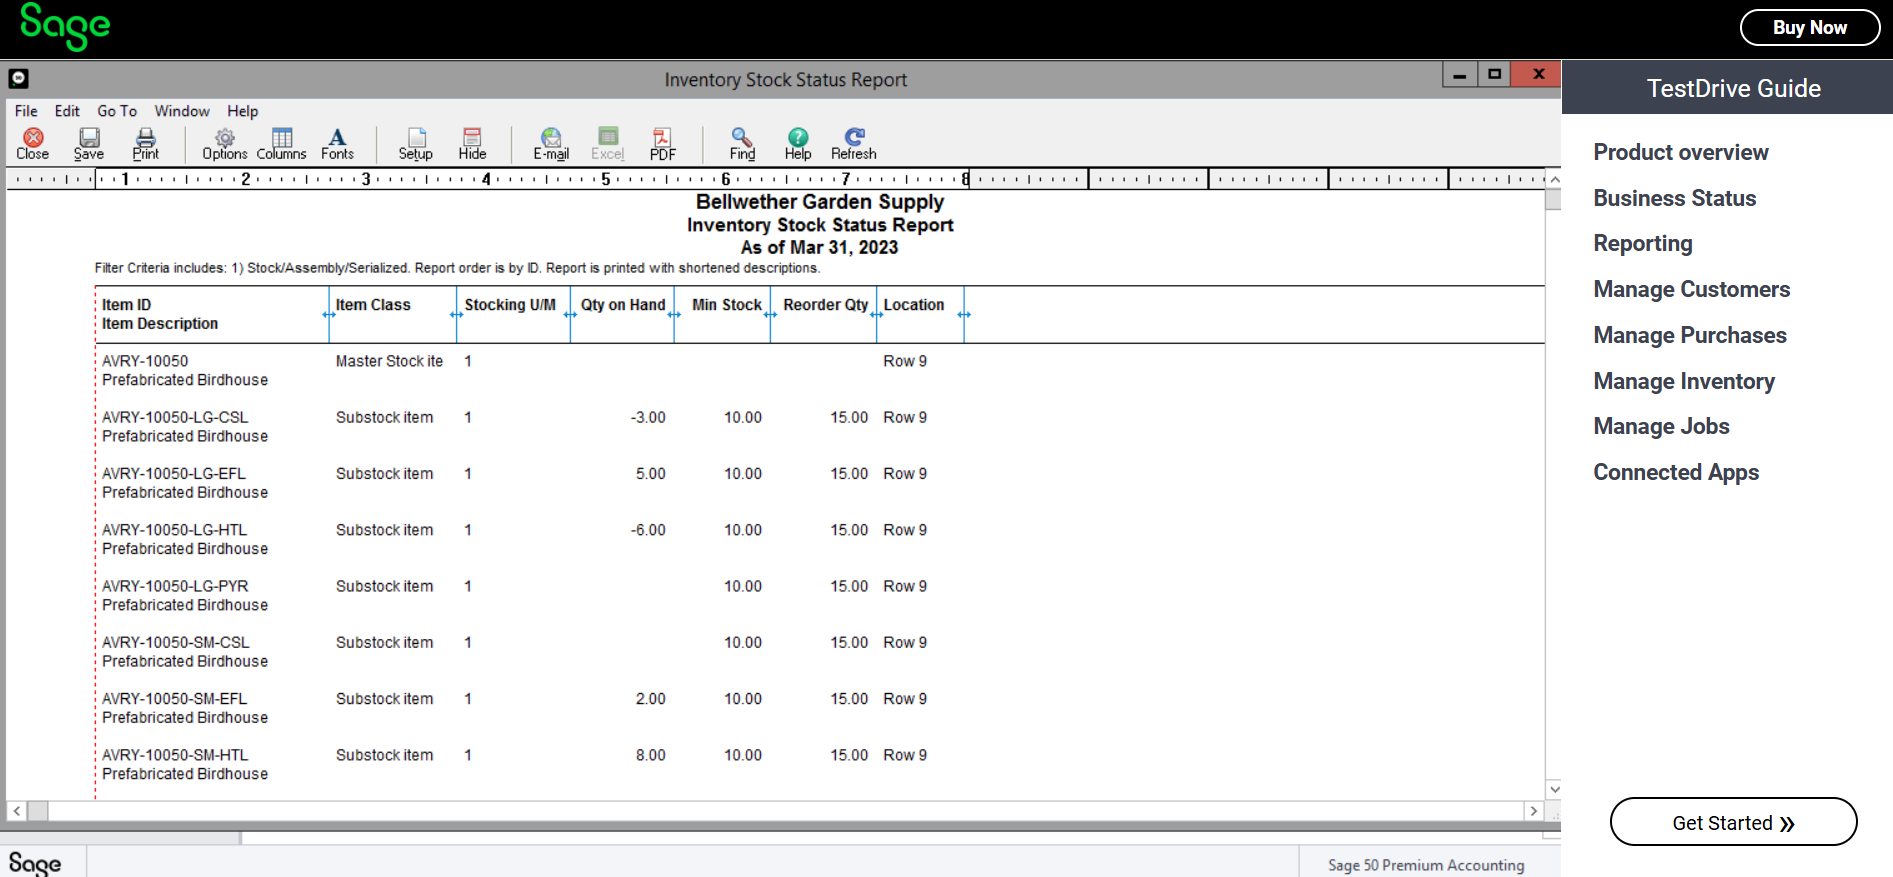 Sage
Buy Now
Inventory Stock Status Report
TestDrive Guide
File Edit Go To Window Help
Close Save Print Options Columns Fonts Setup Hide E-mail Excel PDF Find Help Refresh
1 2 3 4 5 6 7 8
Bellwether Garden Supply
Inventory Stock Status Report
As of Mar 31, 2023
Filter Criteria includes: 1) Stock/Assembly/Serialized. Report order is by ID. Report is printed with shortened descriptions.
Item ID Item Class Stocking U/M Qty on Hand Min Stock Reorder Qty Location
Item Description
AVRY-10050 Master Stock ite 1 Row 9
Prefabricated Birdhouse
AVRY-10050-LG-CSL Substock item 1 -3.00 10.00 15.00 Row 9
Prefabricated Birdhouse
AVRY-10050-LG-EFL Substock item 1 5.00 10.00 15.00 Row 9
Prefabricated Birdhouse
AVRY-10050-LG-HTL Substock item 1 -6.00 10.00 15.00 Row 9
Prefabricated Birdhouse
AVRY-10050-LG-PYR Substock item 1 10.00 15.00 Row 9
Prefabricated Birdhouse
AVRY-10050-SM-CSL Substock item 1 10.00 15.00 Row 9
Prefabricated Birdhouse
AVRY-10050-SM-EFL Substock item 1 2.00 10.00 15.00 Row 9
Prefabricated Birdhouse
AVRY-10050-SM-HTL Substock item 1 8.00 10.00 15.00 Row 9
Prefabricated Birdhouse
Product overview
Business Status
Reporting
Manage Customers
Manage Purchases
Manage Inventory
Manage Jobs
Connected Apps
Get Started »
Sage
Sage 50 Premium Accounting